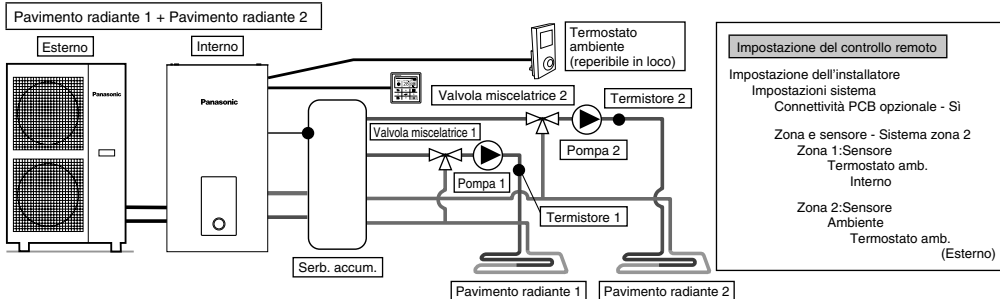 Pavimento radiante 1 + Pavimento radiante 2
Esterno
Interno
Panasonic
Panasonic
Termostato
ambiente
(reperibile in loco)
Valvola miscelatrice 2
Termistore 2
Valvola miscelatrice 1
Pompa 2
Pompa 1
Termistore 1
Serb. accum.
Pavimento radiante 1
Pavimento radiante 2
Impostazione del controllo remoto
Impostazione dell'installatore
Impostazioni sistema
Connettività PCB opzionale - Sì
Zona e sensore - Sistema zona 2
Zona 1:Sensore
Termostato amb.
Interno
Zona 2:Sensore
Ambiente
Termostato amb.
(Esterno)